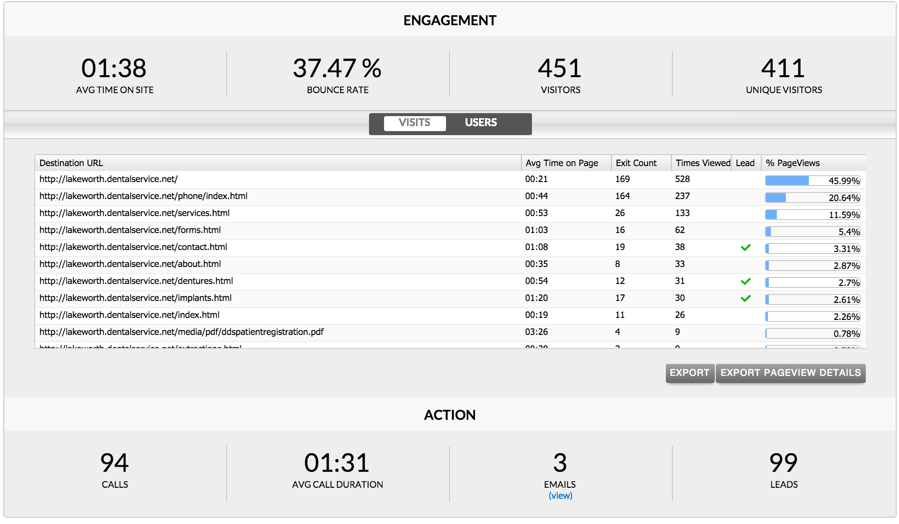 ENGAGEMENT
01:38 37.47 % 451 411
AVG TIME ON SITE BOUNCE RATE VISITORS UNIQUE VISITORS
VISITS USERS
Destination URL Avg Time on Page Exit Count Times Viewed Lead % PageViews
http://lakeworth.dentalservice.net/ 00:21 169 528 45.99%
http://lakeworth.dentalservice.net/phone/index.html 00:44 164 237 20.64%
http://lakeworth.dentalservice.net/services.html 00:53 26 133 11.59%
http://lakeworth.dentalservice.net/forms.html 01:03 16 62 5.4%
http://lakeworth.dentalservice.net/contact.html 01:08 19 38 3.31%
http://lakeworth.dentalservice.net/about.html 00:35 8 33 2.87%
http://lakeworth.dentalservice.net/dentures.html 00:54 12 31 2.7%
http://lakeworth.dentalservice.net/implants.html 01:20 17 30 2.61%
http://lakeworth.dentalservice.net/index.html 00:19 11 26 2.26%
http://lakeworth.dentalservice.net/media/pdf/ddspatientregistration.pdf 03:26 4 9 0.78%
EXPORT EXPORT PAGEVIEW DETAILS
ACTION
94 01:31 3 99
CALLS AVG CALL DURATION EMAILS LEADS
(view)